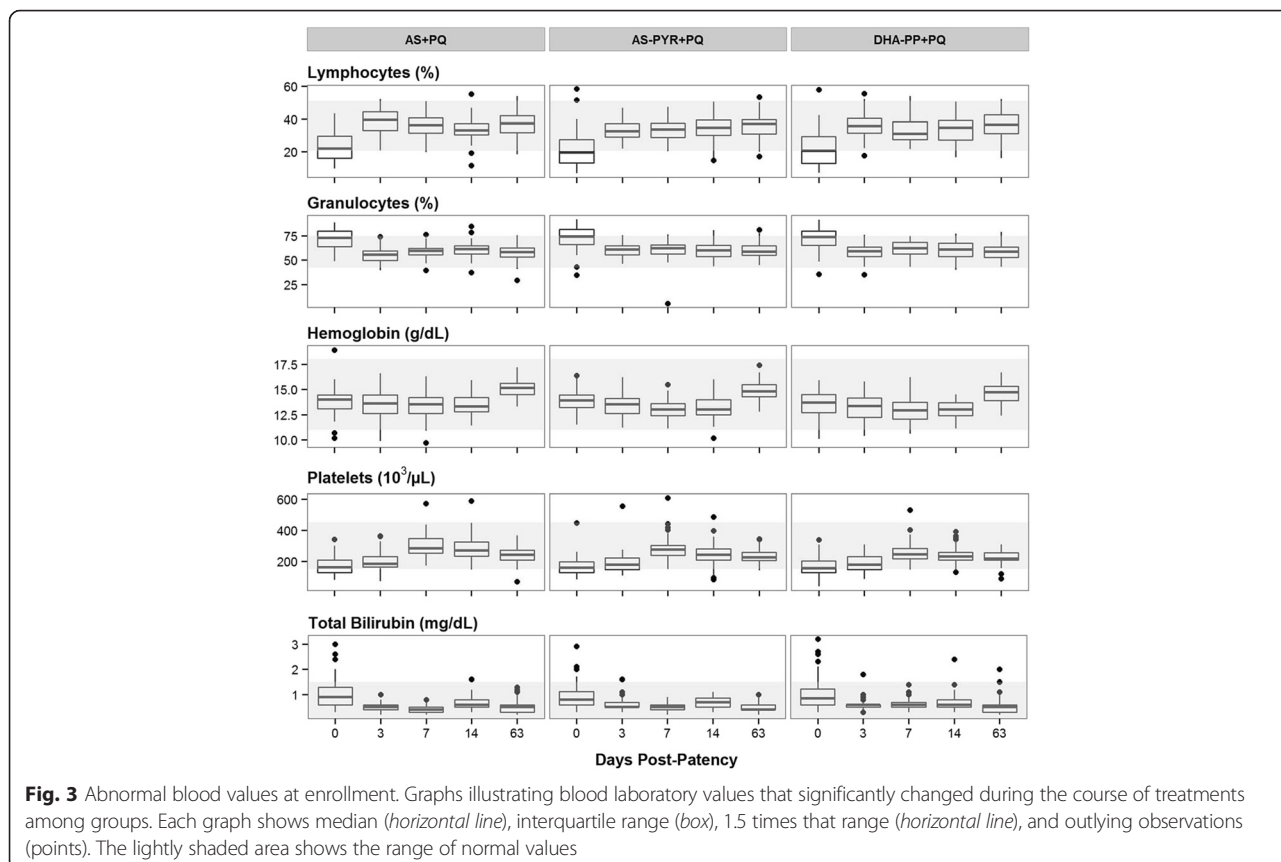 AS+PQ AS-PYR+PQ DHA-PP+PQ
Lymphocytes (%)
60
40
20
Granulocytes (%)
75
50
25
Hemoglobin (g/dL)
17.5
15.0
12.5
10.0
Platelets (10³/µL)
600
400
200
Total Bilirubin (mg/dL)
3
2
1
0 3 7 14 63 0 3 7 14 63 0 3 7 14 63
Days Post-Patency
Fig. 3 Abnormal blood values at enrollment. Graphs illustrating blood laboratory values that significantly changed during the course of treatments
among groups. Each graph shows median (horizontal line), interquartile range (box), 1.5 times that range (horizontal line), and outlying observations
(points). The lightly shaded area shows the range of normal values